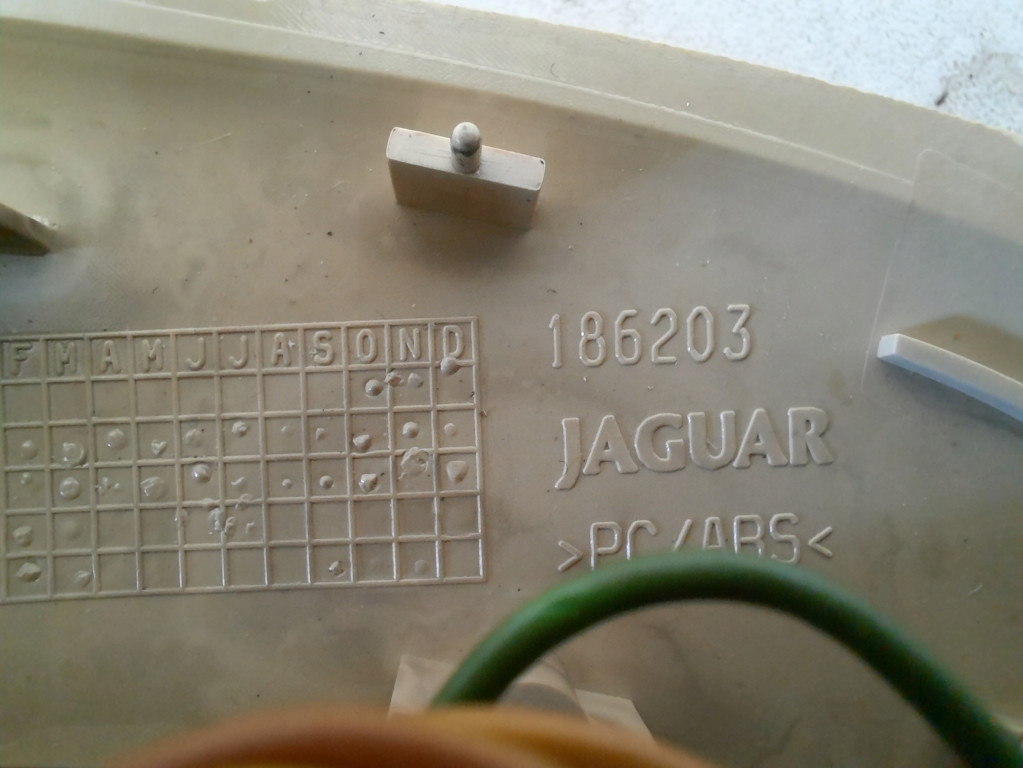 F M A M J J A S O N D
186203
JAGUAR
>PC/ABS<